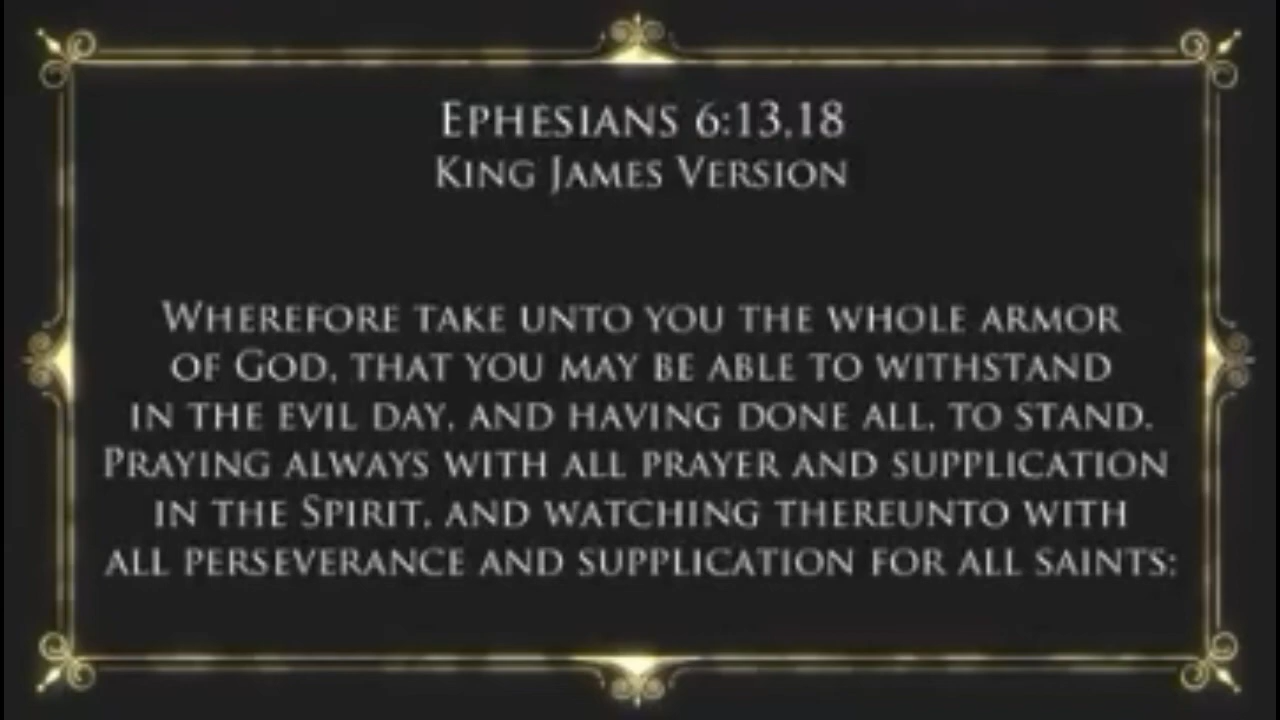 Ephesians 6:13,18
King James Version
Wherefore take unto you the whole armor
of God, that you may be able to withstand
in the evil day, and having done all, to stand.
Praying always with all prayer and supplication
in the Spirit, and watching thereunto with
all perseverance and supplication for all saints: